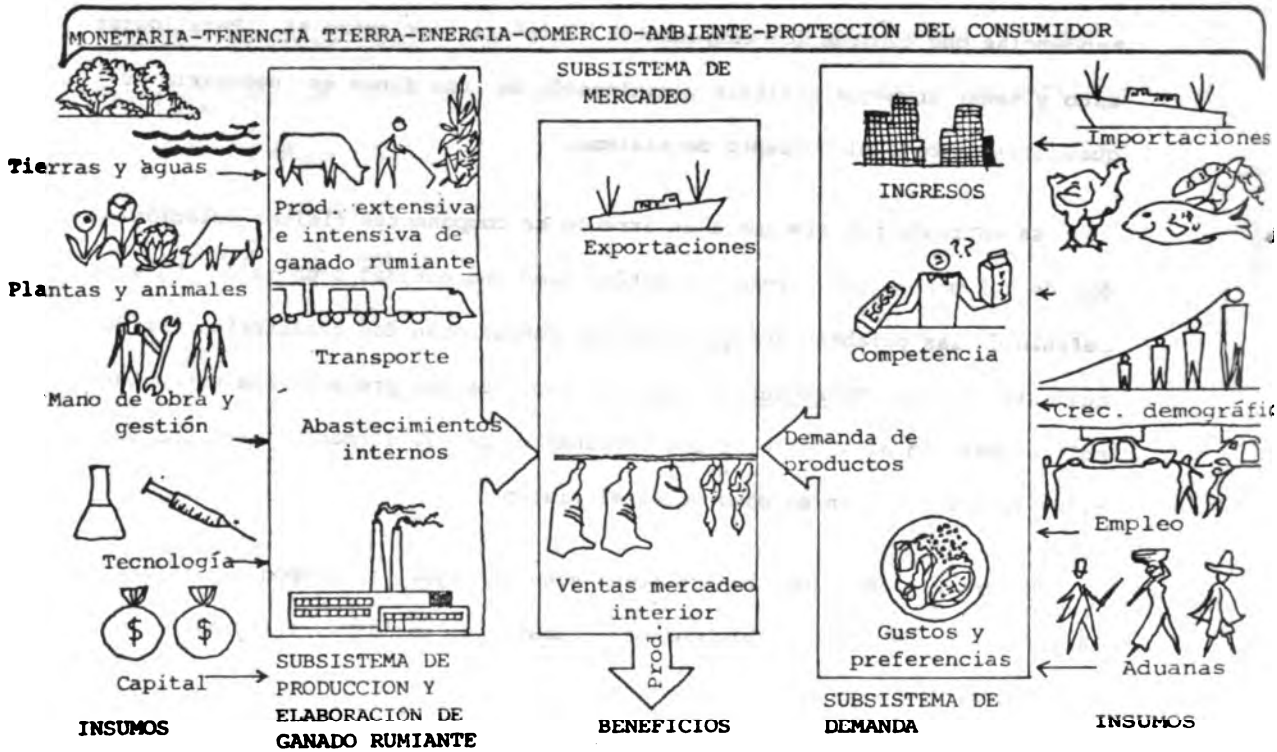 MONETARIA-TENENCIA TIERRA-ENERGIA-COMERCIO-AMBIENTE-PROTECCION DEL CONSUMIDOR
Tierras y aguas
Plantas y animales
Mano de obra y
gestión
Tecnología
$ $
Capital
INSUMOS
Prod. extensiva
e intensiva de
ganado rumiante
Transporte
Abastecimientos
internos
SUBSISTEMA DE
PRODUCCION Y
ELABORACIÓN DE
GANADO RUMIANTE
SUBSISTEMA DE
MERCADEO
Exportaciones
Ventas mercadeo
interior
Prod.
BENEFICIOS
INGRESOS
??
Competencia
Demanda de
productos
Gustos y
preferencias
SUBSISTEMA DE
DEMANDA
Importaciones
Crec. demográfi
Empleo
Aduanas
INSUMOS